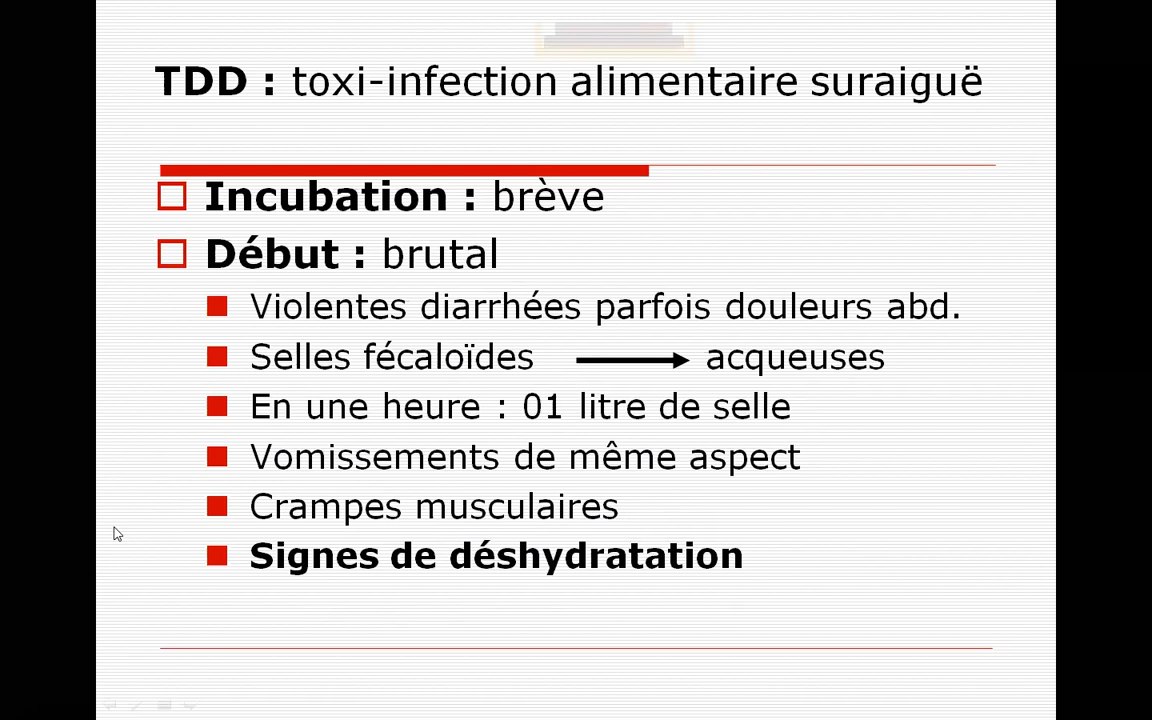 TDD : toxi-infection alimentaire suraiguë
Incubation : brève
Début : brutal
Violentes diarrhées parfois douleurs abd.
Selles fécaloïdes acqueuses
En une heure : 01 litre de selle
Vomissements de même aspect
Crampes musculaires
Signes de déshydratation